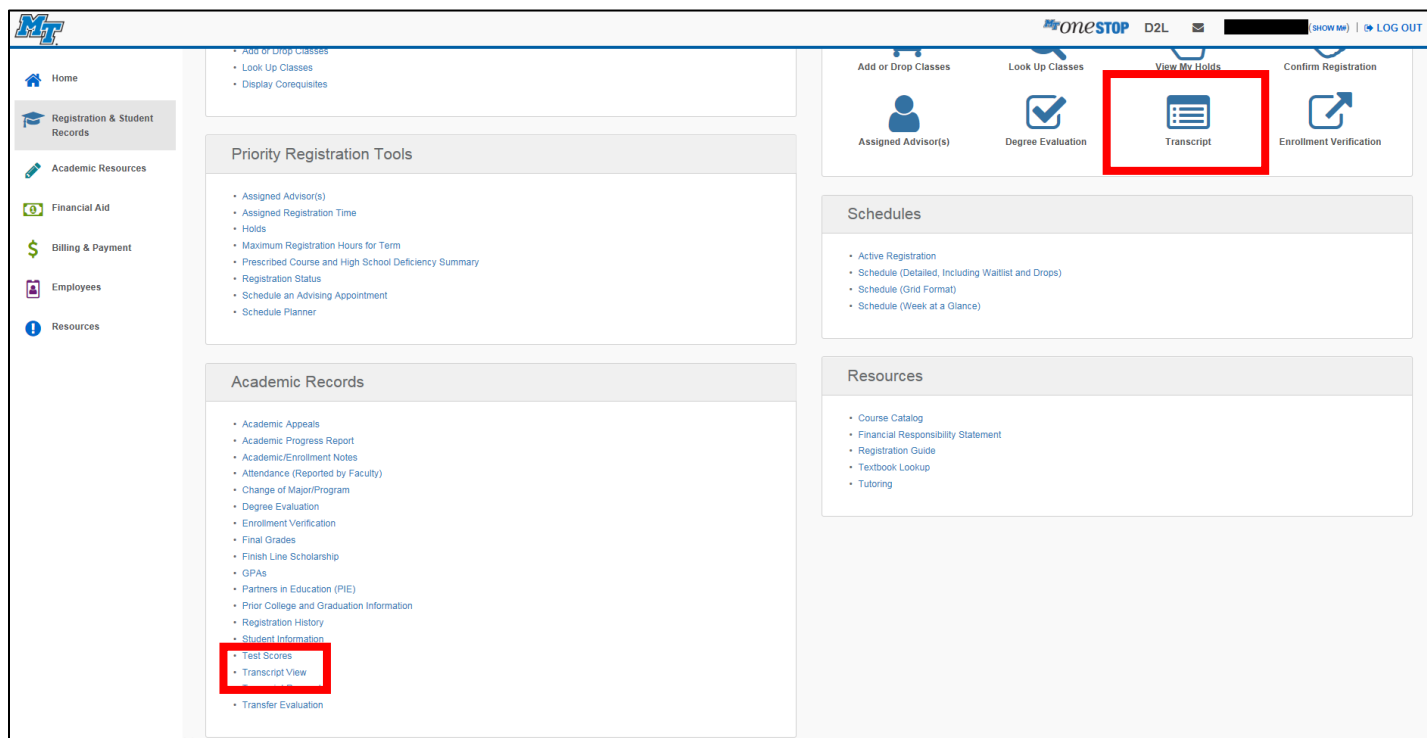 MT
MT oneSTOP D2L (SHOW M#) | LOG OUT
Home
Registration & Student
Records
Academic Resources
Financial Aid
Billing & Payment
Employees
Resources
• Add or Drop Classes
• Look Up Classes
• Display Corequisites
Priority Registration Tools
• Assigned Advisor(s)
• Assigned Registration Time
• Holds
• Maximum Registration Hours for Term
• Prescribed Course and High School Deficiency Summary
• Registration Status
• Schedule an Advising Appointment
• Schedule Planner
Academic Records
• Academic Appeals
• Academic Progress Report
• Academic/Enrollment Notes
• Attendance (Reported by Faculty)
• Change of Major/Program
• Degree Evaluation
• Enrollment Verification
• Final Grades
• Finish Line Scholarship
• GPAs
• Partners in Education (PIE)
• Prior College and Graduation Information
• Registration History
• Student Information
• Test Scores
• Transcript View
• Transfer Evaluation
Add or Drop Classes Look Up Classes View My Holds Confirm Registration
Assigned Advisor(s) Degree Evaluation Transcript Enrollment Verification
Schedules
• Active Registration
• Schedule (Detailed, Including Waitlist and Drops)
• Schedule (Grid Format)
• Schedule (Week at a Glance)
Resources
• Course Catalog
• Financial Responsibility Statement
• Registration Guide
• Textbook Lookup
• Tutoring